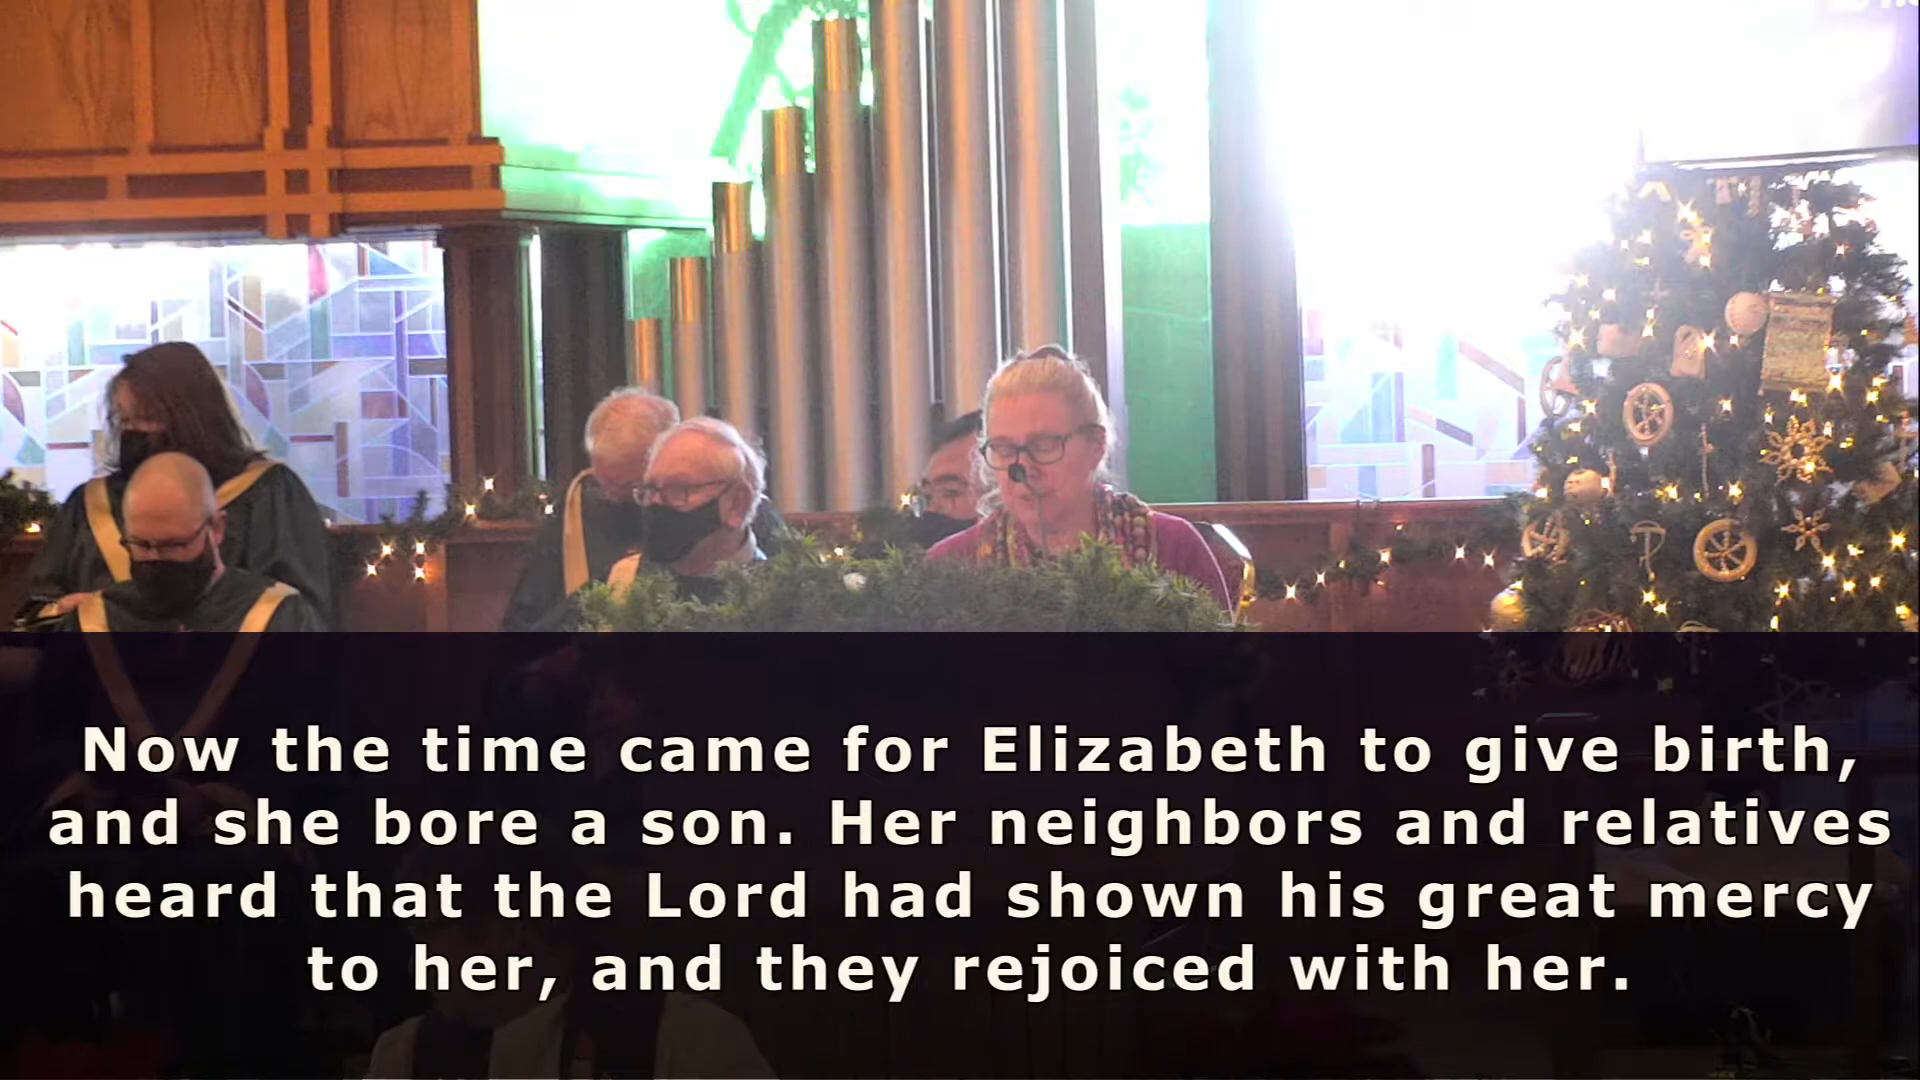 Now the time came for Elizabeth to give birth,
and she bore a son. Her neighbors and relatives
heard that the Lord had shown his great mercy
to her, and they rejoiced with her.